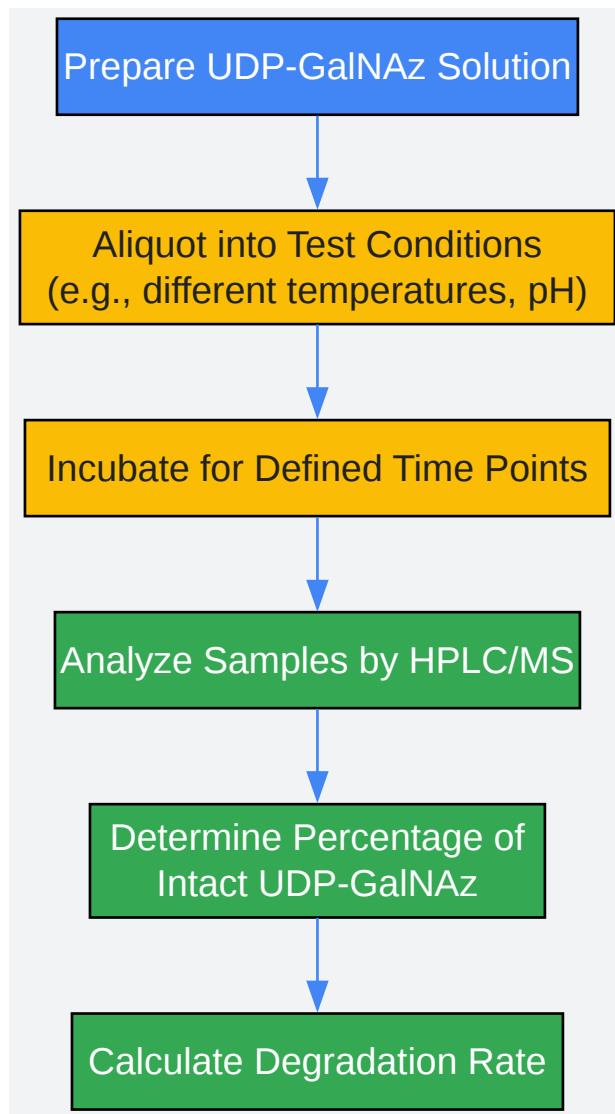 Prepare UDP-GalNAz Solution
Aliquot into Test Conditions
(e.g., different temperatures, pH)
Incubate for Defined Time Points
Analyze Samples by HPLC/MS
Determine Percentage of
Intact UDP-GalNAz
Calculate Degradation Rate